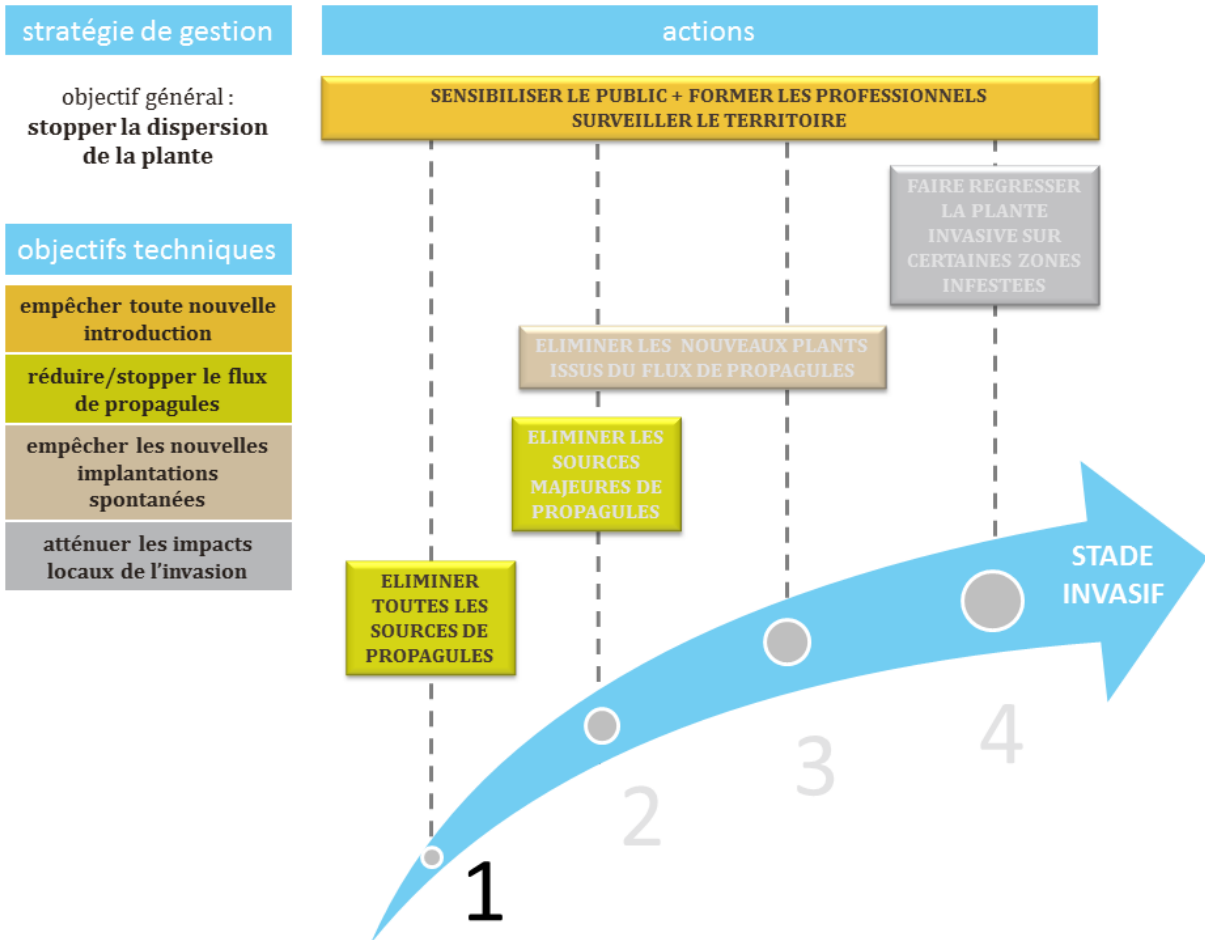 stratégie de gestion
objectif général :
stopper la dispersion
de la plante
objectifs techniques
empêcher toute nouvelle
introduction
réduire/stopper le flux
de propagules
empêcher les nouvelles
implantations
spontanées
atténuer les impacts
locaux de l'invasion
actions
SENSIBILISER LE PUBLIC + FORMER LES PROFESSIONNELS
SURVEILLER LE TERRITOIRE
FAIRE REGRESSER
LA PLANTE
INVASIVE SUR
CERTAINES ZONES
INFESTEES
ELIMINER LES NOUVEAUX PLANTS
ISSUS DU FLUX DE PROPAGULES
ELIMINER LES
SOURCES
MAJEURES DE
PROPAGULES
ELIMINER
TOUTES LES
SOURCES DE
PROPAGULES
STADE
INVASIF
1
2
3
4